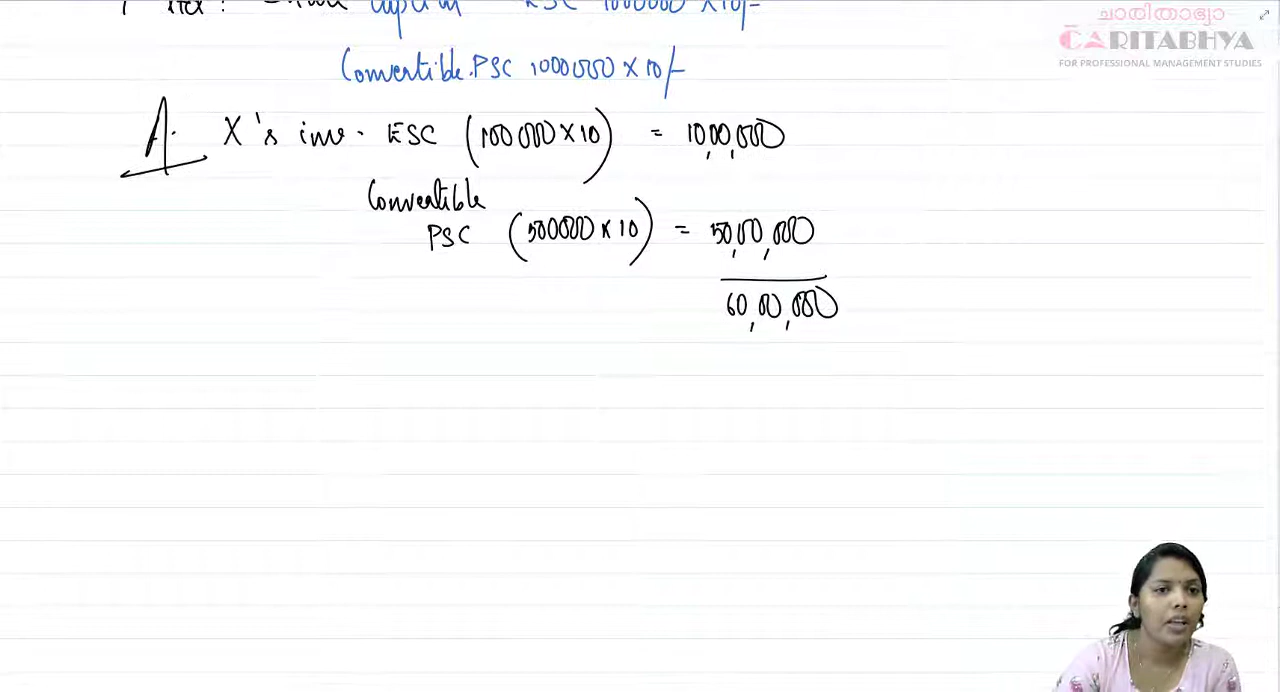 ചാരിതാഭ്യാ
CARITABHYA
FOR PROFESSIONAL MANAGEMENT STUDIES
ESC 1000000 X10/-
Convertible. PSC 1000000 X 10/-
A. X's inv. ESC (100000 X 10) = 10,00,000
Convertible
PSC (500000 X 10) = 50,00,000
60,00,000